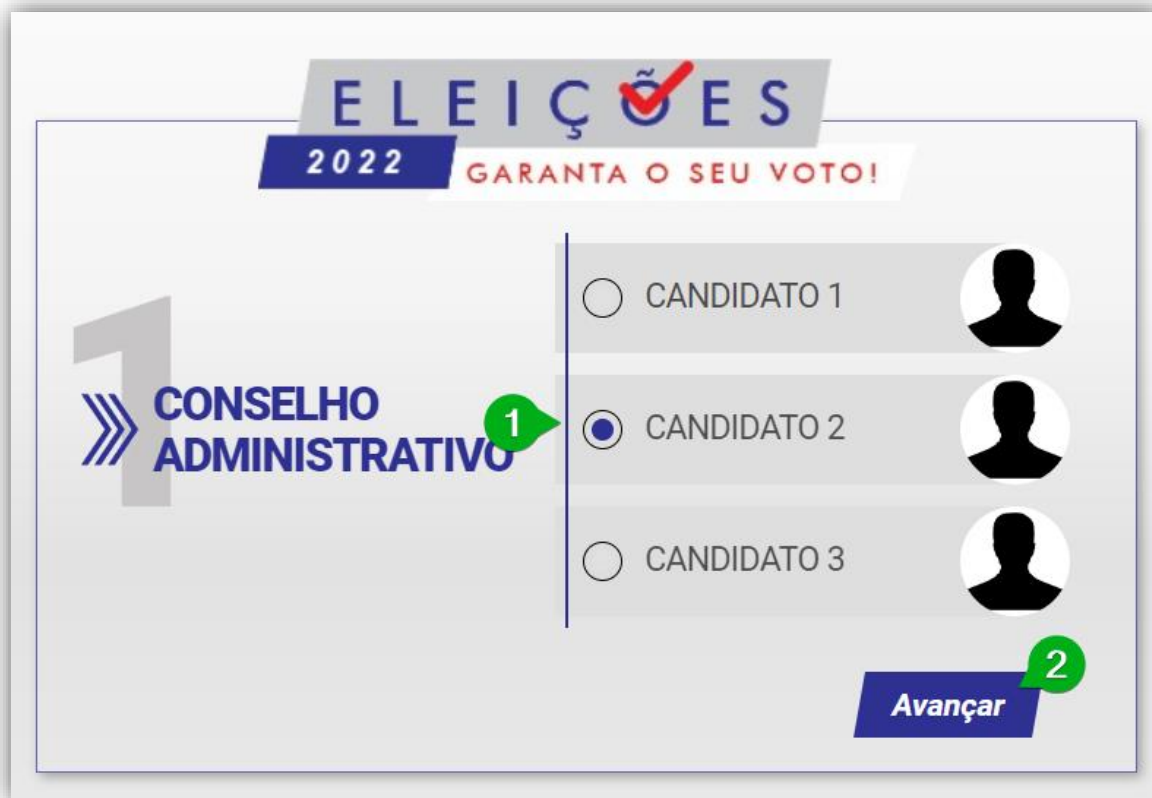 ELEIÇÕES
2022
GARANTA O SEU VOTO!
1
CONSELHO
ADMINISTRATIVO
CANDIDATO 1
1
CANDIDATO 2
CANDIDATO 3
2
Avançar